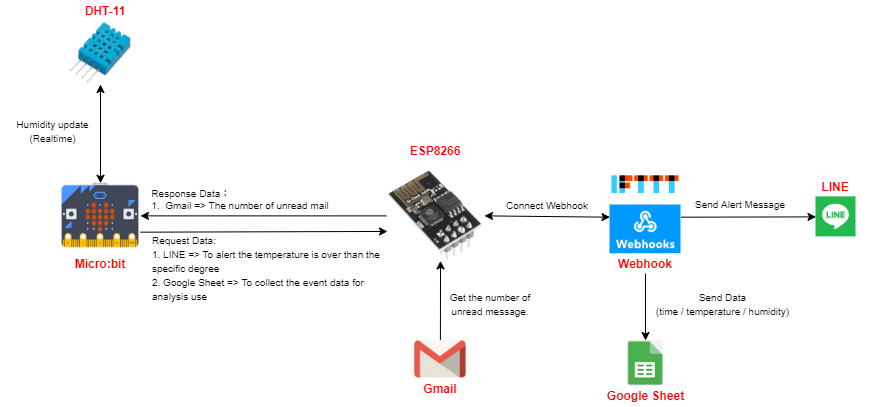 DHT-11
Humidity update
(Realtime)
ESP8266
Response Data：
1. Gmail => The number of unread mail
Micro:bit
Request Data:
1. LINE => To alert the temperature is over than the
specific degree
2. Google Sheet => To collect the event data for
analysis use
Connect Webhook
IFTTT
Webhooks
Webhook
Send Alert Message
LINE
LINE
Get the number of
unread message.
Gmail
Send Data
(time / temperature / humidity)
Google Sheet